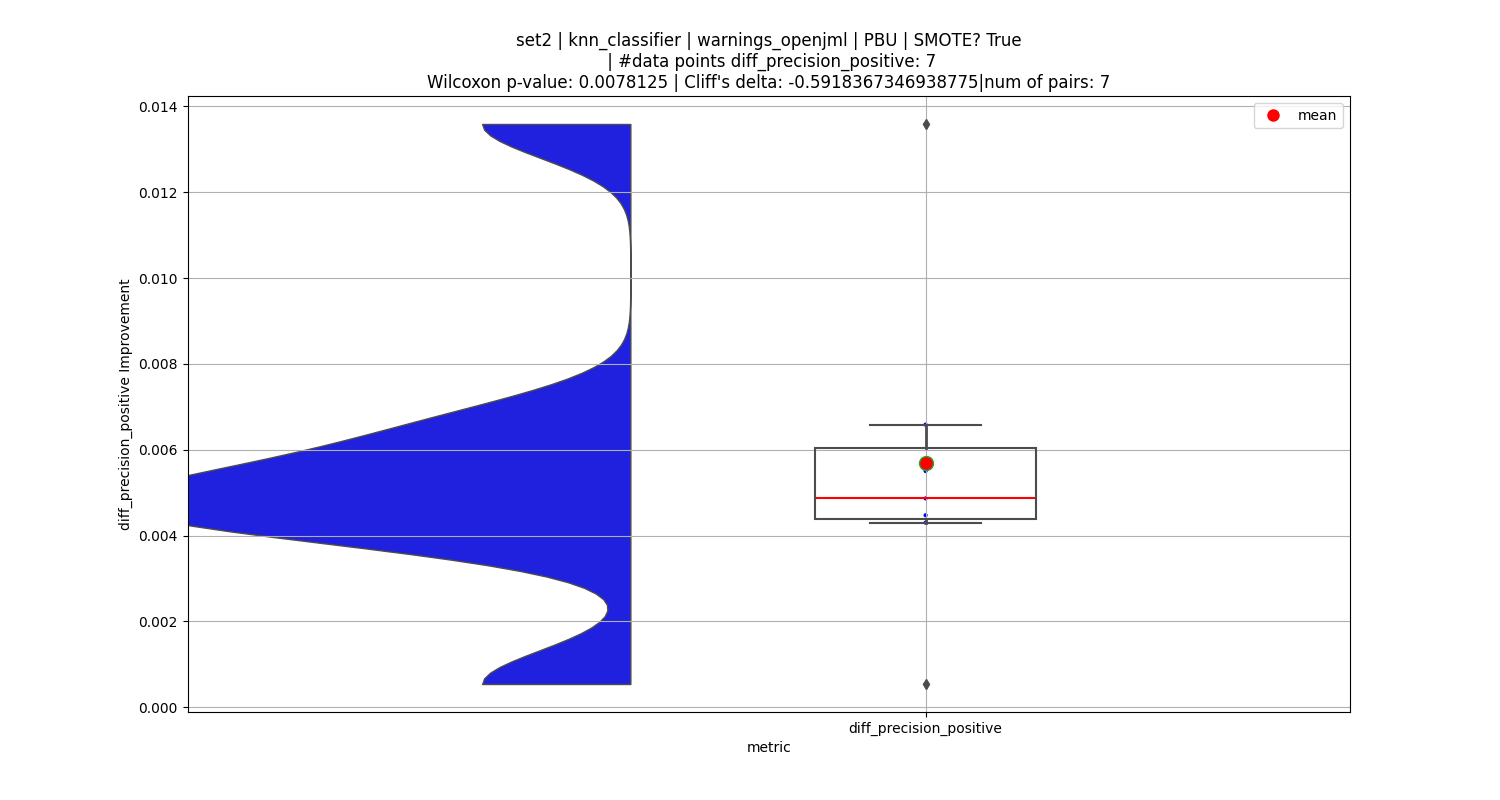 set2 | knn_classifier | warnings_openjml | PBU | SMOTE? True
| #data points diff_precision_positive: 7
Wilcoxon p-value: 0.0078125 | Cliff's delta: -0.5918367346938775|num of pairs: 7
mean
0.014
0.012
0.010
0.008
0.006
0.004
0.002
0.000
diff_precision_positive Improvement
diff_precision_positive
metric